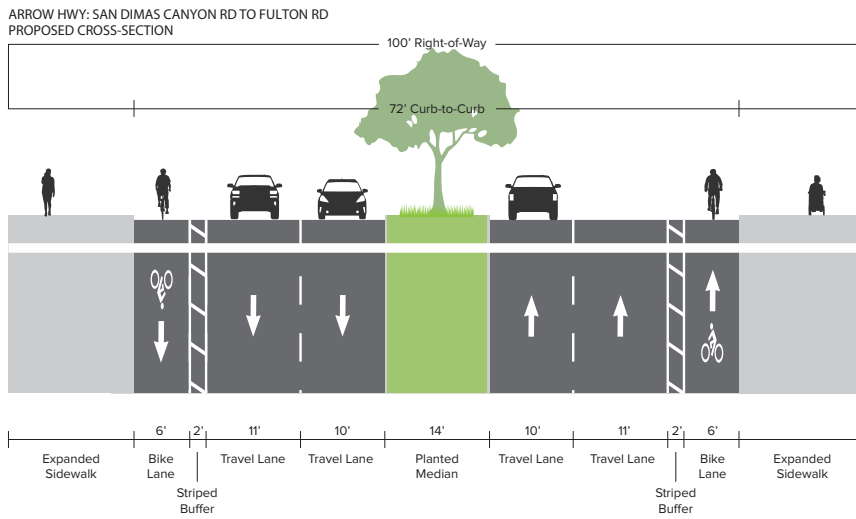 ARROW HWY: SAN DIMAS CANYON RD TO FULTON RD
PROPOSED CROSS-SECTION
100’ Right-of-Way
72’ Curb-to-Curb
6’ 2’ 11’ 10’ 14’ 10’ 11’ 2’ 6’
Expanded
Sidewalk
Bike
Lane
Striped
Buffer
Travel Lane
Travel Lane
Planted
Median
Travel Lane
Travel Lane
Striped
Buffer
Bike
Lane
Expanded
Sidewalk